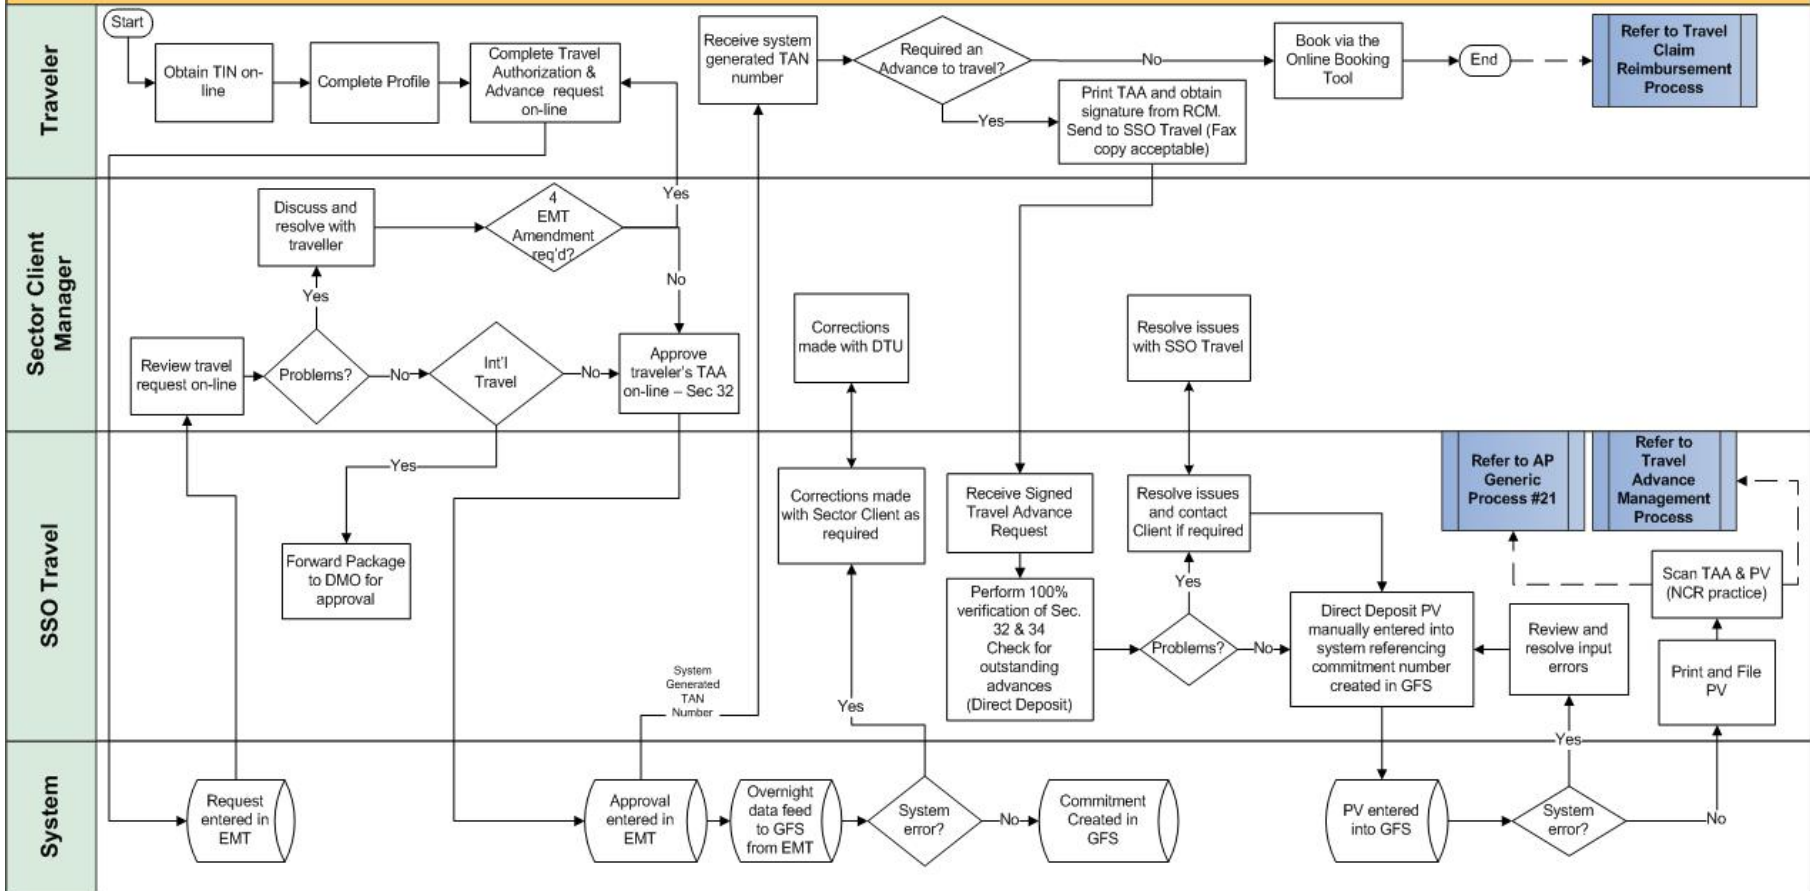 Traveler
Start
Obtain TIN on-
line
Complete Profile
Complete Travel
Authorization &
Advance request
on-line
Receive system
generated TAN
number
Required an
Advance to travel?
No
Yes
Book via the
Online Booking
Tool
End
Refer to Travel
Claim
Reimbursement
Process
Print TAA and obtain
signature from RCM.
Send to SSO Travel (Fax
copy acceptable)
Sector Client
Manager
Discuss and
resolve with
traveller
4
EMT
Amendment
req'd?
Yes
No
Yes
Review travel
request on-line
Problems?
No
Int'l
Travel
No
Approve
traveler's TAA
on-line – Sec 32
Corrections
made with DTU
Resolve issues
with SSO Travel
SSO Travel
Yes
Forward Package
to DMO for
approval
System
Generated
TAN
Number
Corrections made
with Sector Client as
required
Yes
Receive Signed
Travel Advance
Request
Perform 100%
verification of Sec.
32 & 34
Check for
outstanding
advances
(Direct Deposit)
Resolve issues
and contact
Client if required
Yes
Problems?
No
Direct Deposit PV
manually entered into
system referencing
commitment number
created in GFS
Refer to AP
Generic
Process #21
Refer to
Travel
Advance
Management
Process
Scan TAA & PV
(NCR practice)
Review and
resolve input
errors
Print and File
PV
Yes
System
Request
entered in
EMT
Approval
entered in
EMT
Overnight
data feed
to GFS
from EMT
System
error?
No
Commitment
Created in
GFS
PV entered
into GFS
System
error?
No